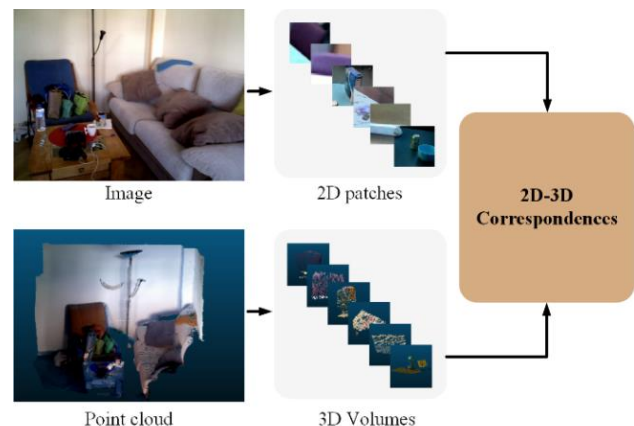 Image
2D patches
2D-3D
Correspondences
Point cloud
3D Volumes